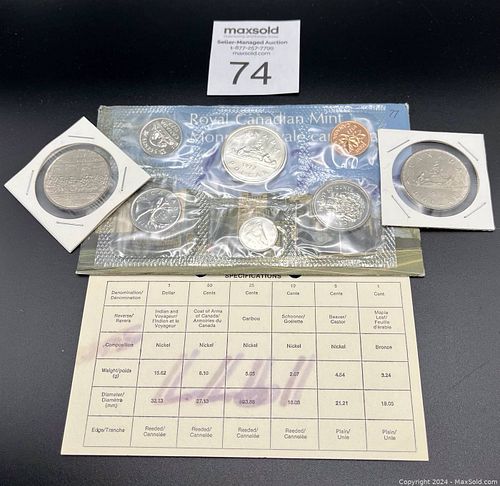 maxsold
Seller-Managed Auction
1-877-257-7700
maxsold.com
74
Royal Canadian Mint
SPECIFICATIONS
1 50 25 10 5 1
Denomination/ Dollar Cents Cents Cents Cents Cent
Dénomination
Reverse/ Indian and Coat of Arms Caribou Schooner/ Beaver/ Maple
Revers Voyageur/ of Canada/ Goélette Castor Leaf/
l'Indien et le Armoiries du Feuille
Voyageur Canada d'érable
Composition Nickel Nickel Nickel Nickel Nickel Bronze
Weight/poids 15.62 8.10 5.05 2.07 4.54 3.24
(g)
Diameter/ 32.13 27.13 23.88 18.03 21.21 19.05
Diamètre
(mm)
Edge/Tranche Reeded/ Reeded/ Reeded/ Reeded/ Plain/ Plain/
Cannelée Cannelée Cannelée Cannelée Unie Unie
Copyright 2024 - MaxSold.com